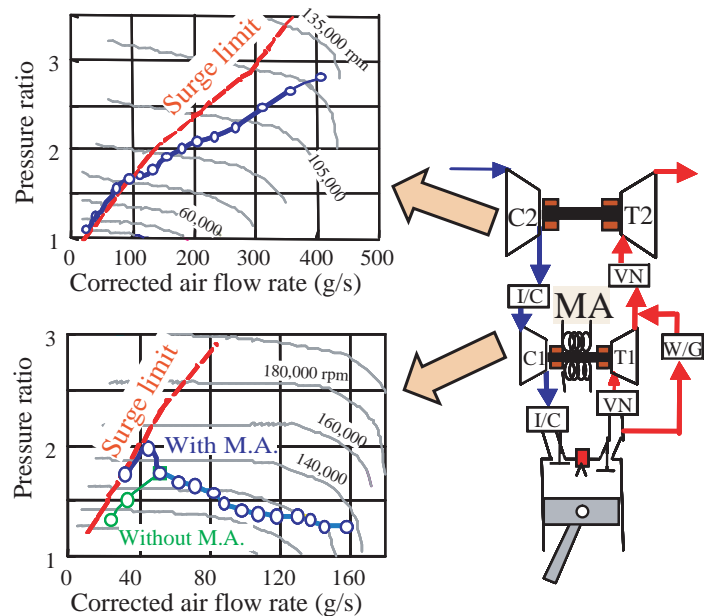 Pressure ratio
3
2
1
Surge limit
135,000 rpm
105,000
60,000
0 100 200 300 400 500
Corrected air flow rate (g/s)
Pressure ratio
3
2
1
Surge limit
180,000 rpm
160,000
140,000
With M.A.
Without M.A.
0 40 80 120 160
Corrected air flow rate (g/s)
C2 T2
VN
I/C
MA
C1 T1
W/G
I/C VN